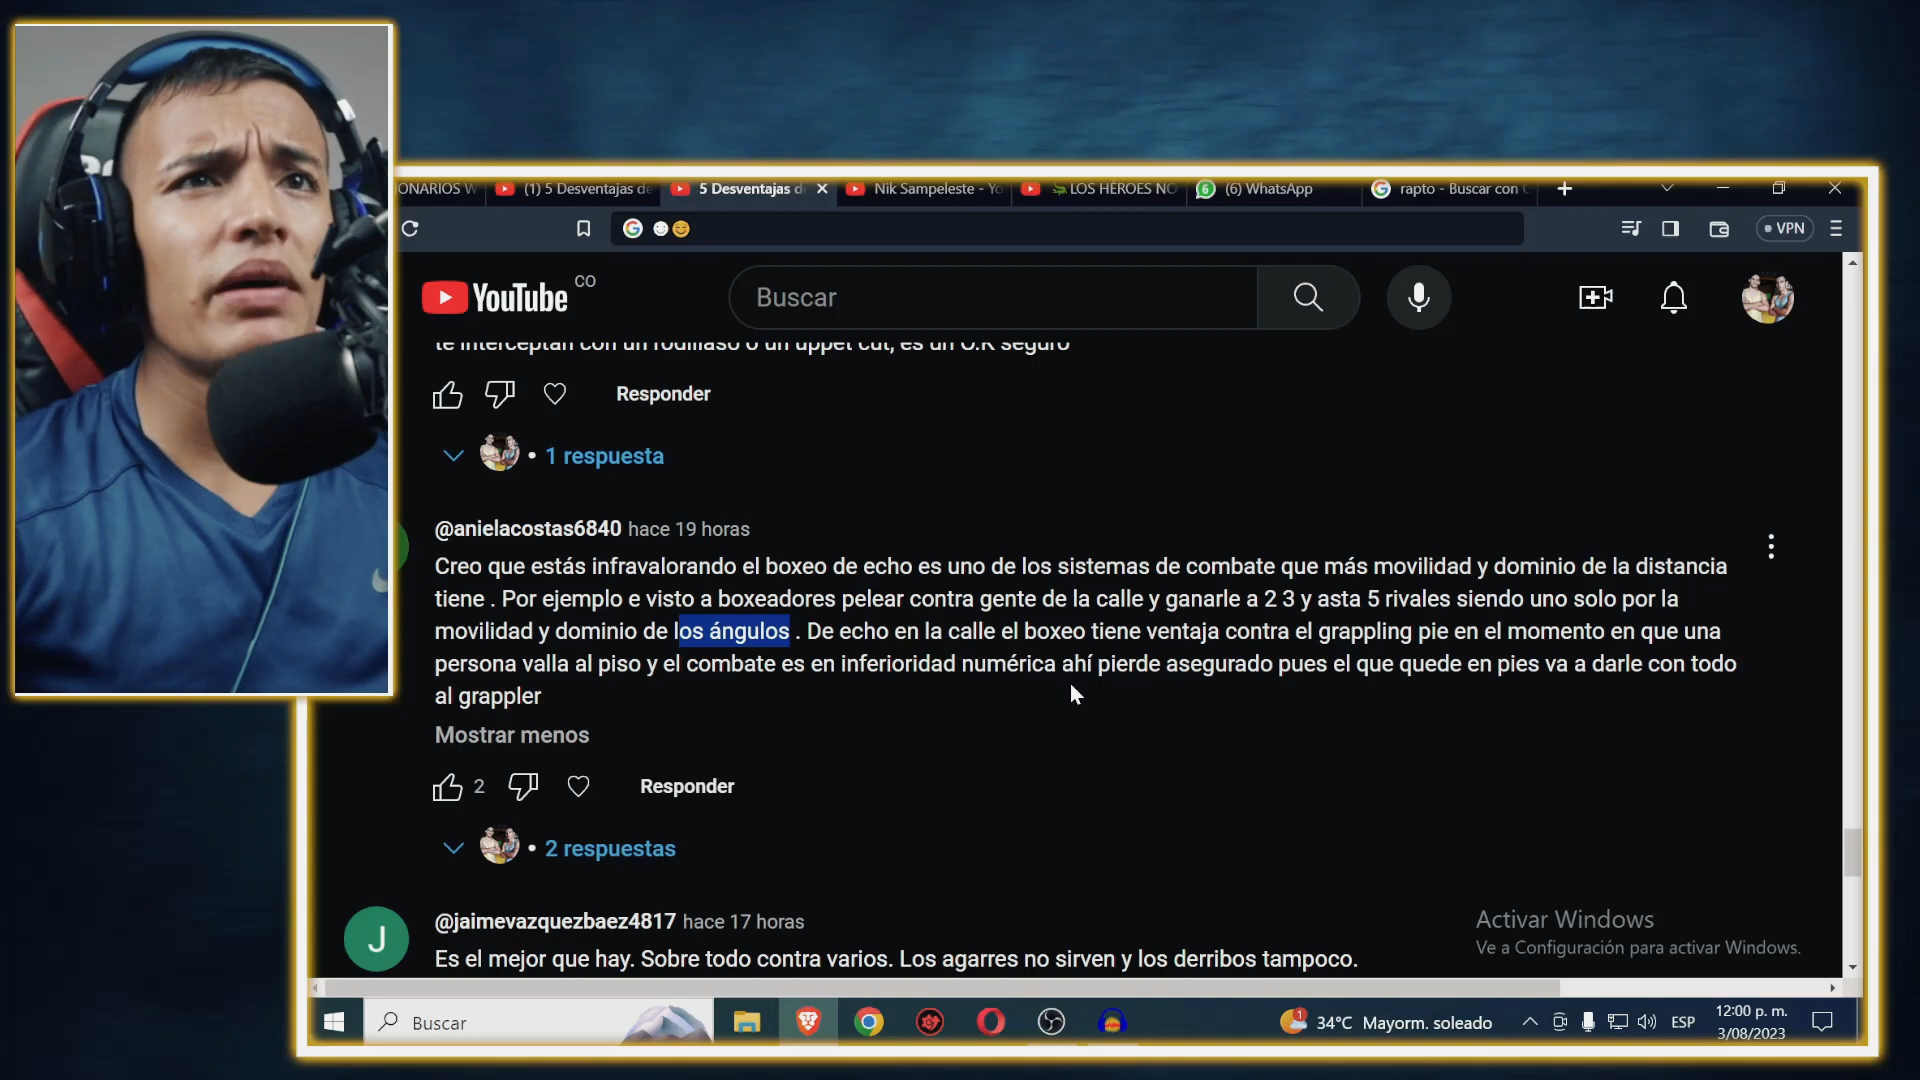 ONARIOS W
(1) 5 Desventajas de
5 Desventajas d
Nik Sampeleste - Yo
LOS HÉROES NO
6
(6) WhatsApp
rapto - Buscar con G
VPN
YouTube CO
Buscar
te interceptan con un rodillaso o un uppet cut, es un O.K seguro
Responder
• 1 respuesta
@anielacostas6840 hace 19 horas
Creo que estás infravalorando el boxeo de echo es uno de los sistemas de combate que más movilidad y dominio de la distancia
tiene . Por ejemplo e visto a boxeadores pelear contra gente de la calle y ganarle a 2 3 y asta 5 rivales siendo uno solo por la
movilidad y dominio de los ángulos . De echo en la calle el boxeo tiene ventaja contra el grappling pie en el momento en que una
persona valla al piso y el combate es en inferioridad numérica ahí pierde asegurado pues el que quede en pies va a darle con todo
al grappler
Mostrar menos
2
Responder
• 2 respuestas
J
@jaimevazquezbaez4817 hace 17 horas
Es el mejor que hay. Sobre todo contra varios. Los agarres no sirven y los derribos tampoco.
Activar Windows
Ve a Configuración para activar Windows.
Buscar
1
34°C Mayorm. soleado
ESP
12:00 p. m.
3/08/2023